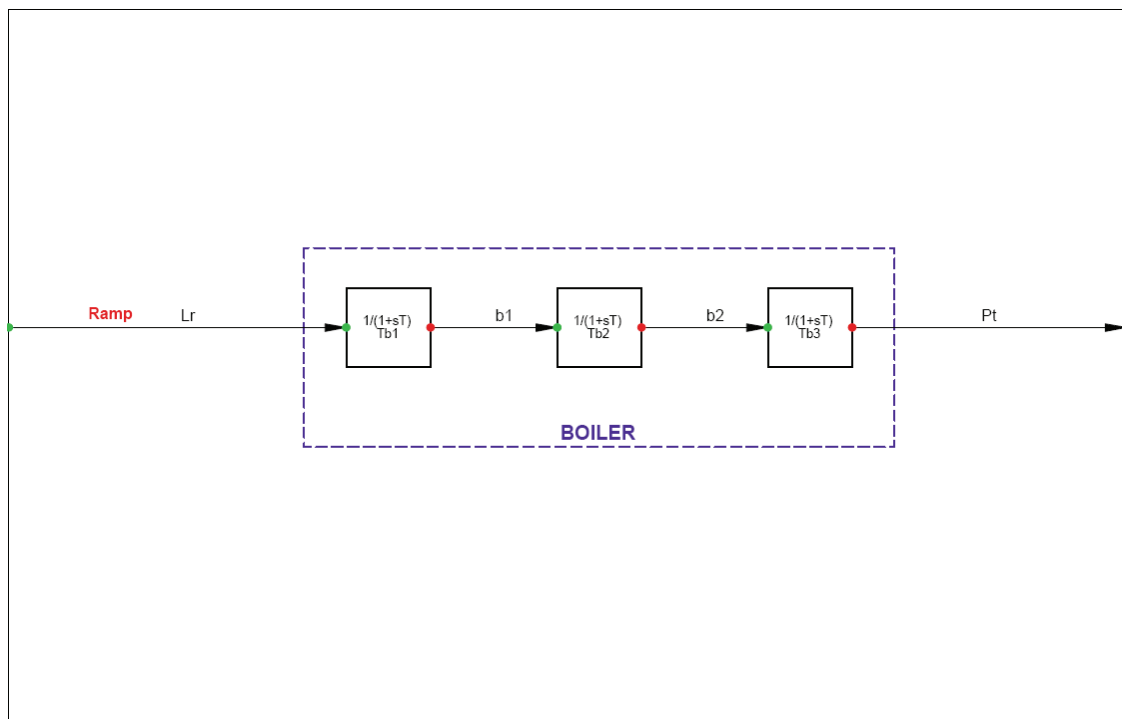 Ramp
Lr
1/(1+sT)
Tb1
b1
1/(1+sT)
Tb2
b2
1/(1+sT)
Tb3
Pt
BOILER